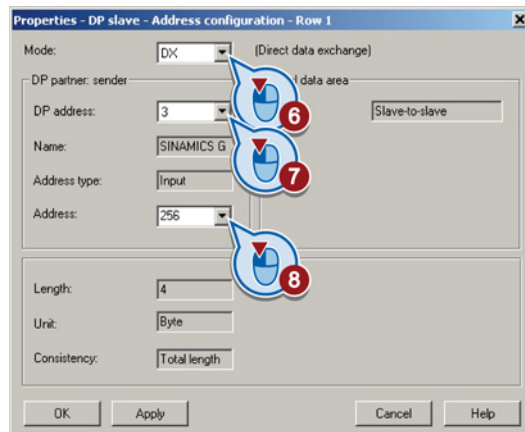 Properties - DP slave - Address configuration - Row 1
Mode: DX (Direct data exchange)
DP partner: sender data area
DP address: 3 Slave-to-slave
6
Name: SINAMICS G
7
Address type: Input
Address: 256
8
Length: 4
Unit: Byte
Consistency: Total length
OK Apply Cancel Help